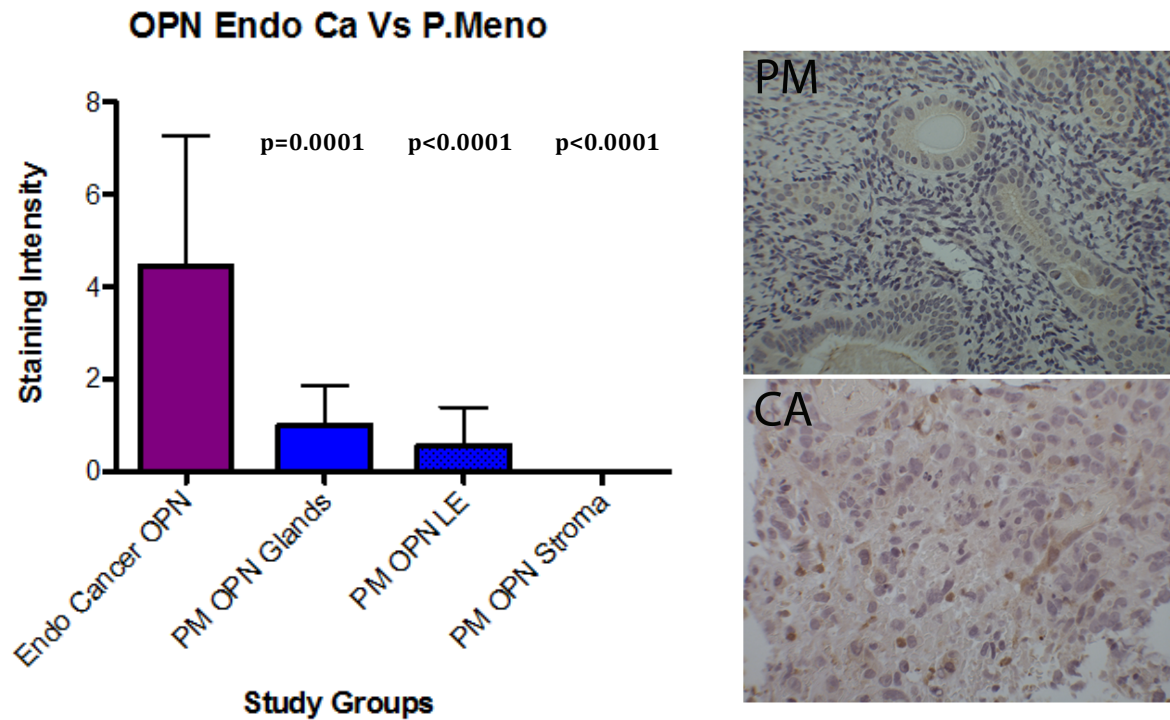 OPN Endo Ca Vs P.Meno
8
6
4
2
0
Staining Intensity
p=0.0001
p<0.0001
p<0.0001
Endo Cancer OPN
PM OPN Glands
PM OPN LE
PM OPN Stroma
Study Groups
PM
CA